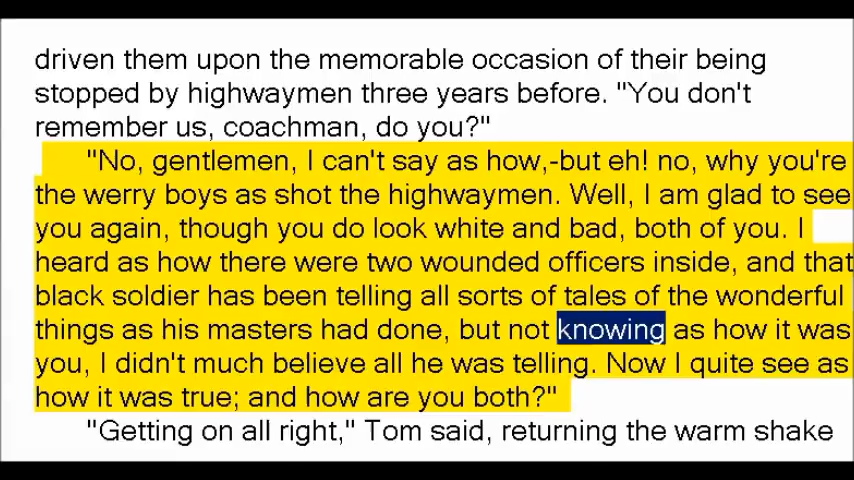 driven them upon the memorable occasion of their being
stopped by highwaymen three years before. "You don't
remember us, coachman, do you?"
"No, gentlemen, I can't say as how,-but eh! no, why you're
the werry boys as shot the highwaymen. Well, I am glad to see
you again, though you do look white and bad, both of you. I
heard as how there were two wounded officers inside, and that
black soldier has been telling all sorts of tales of the wonderful
things as his masters had done, but not knowing as how it was
you, I didn't much believe all he was telling. Now I quite see as
how it was true; and how are you both?"
"Getting on all right," Tom said, returning the warm shake